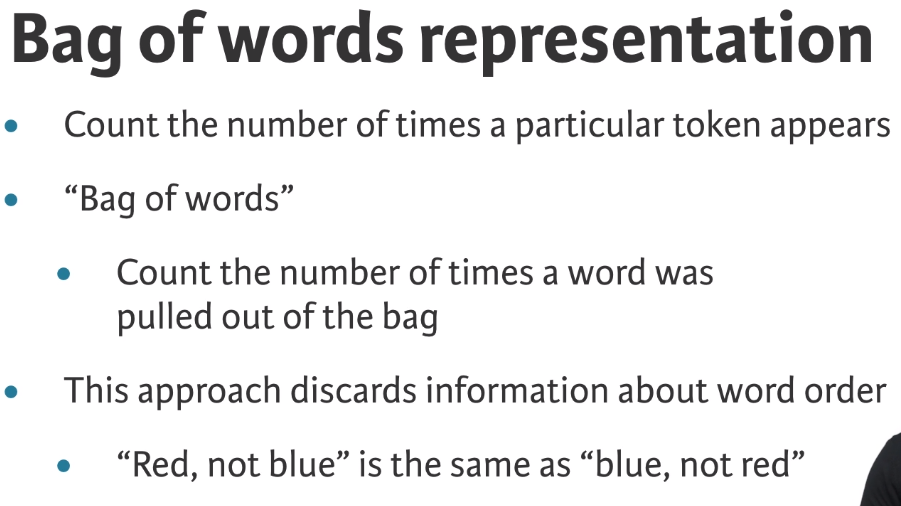 Bag of words representation
• Count the number of times a particular token appears
• “Bag of words”
• Count the number of times a word was
pulled out of the bag
• This approach discards information about word order
• “Red, not blue” is the same as “blue, not red”